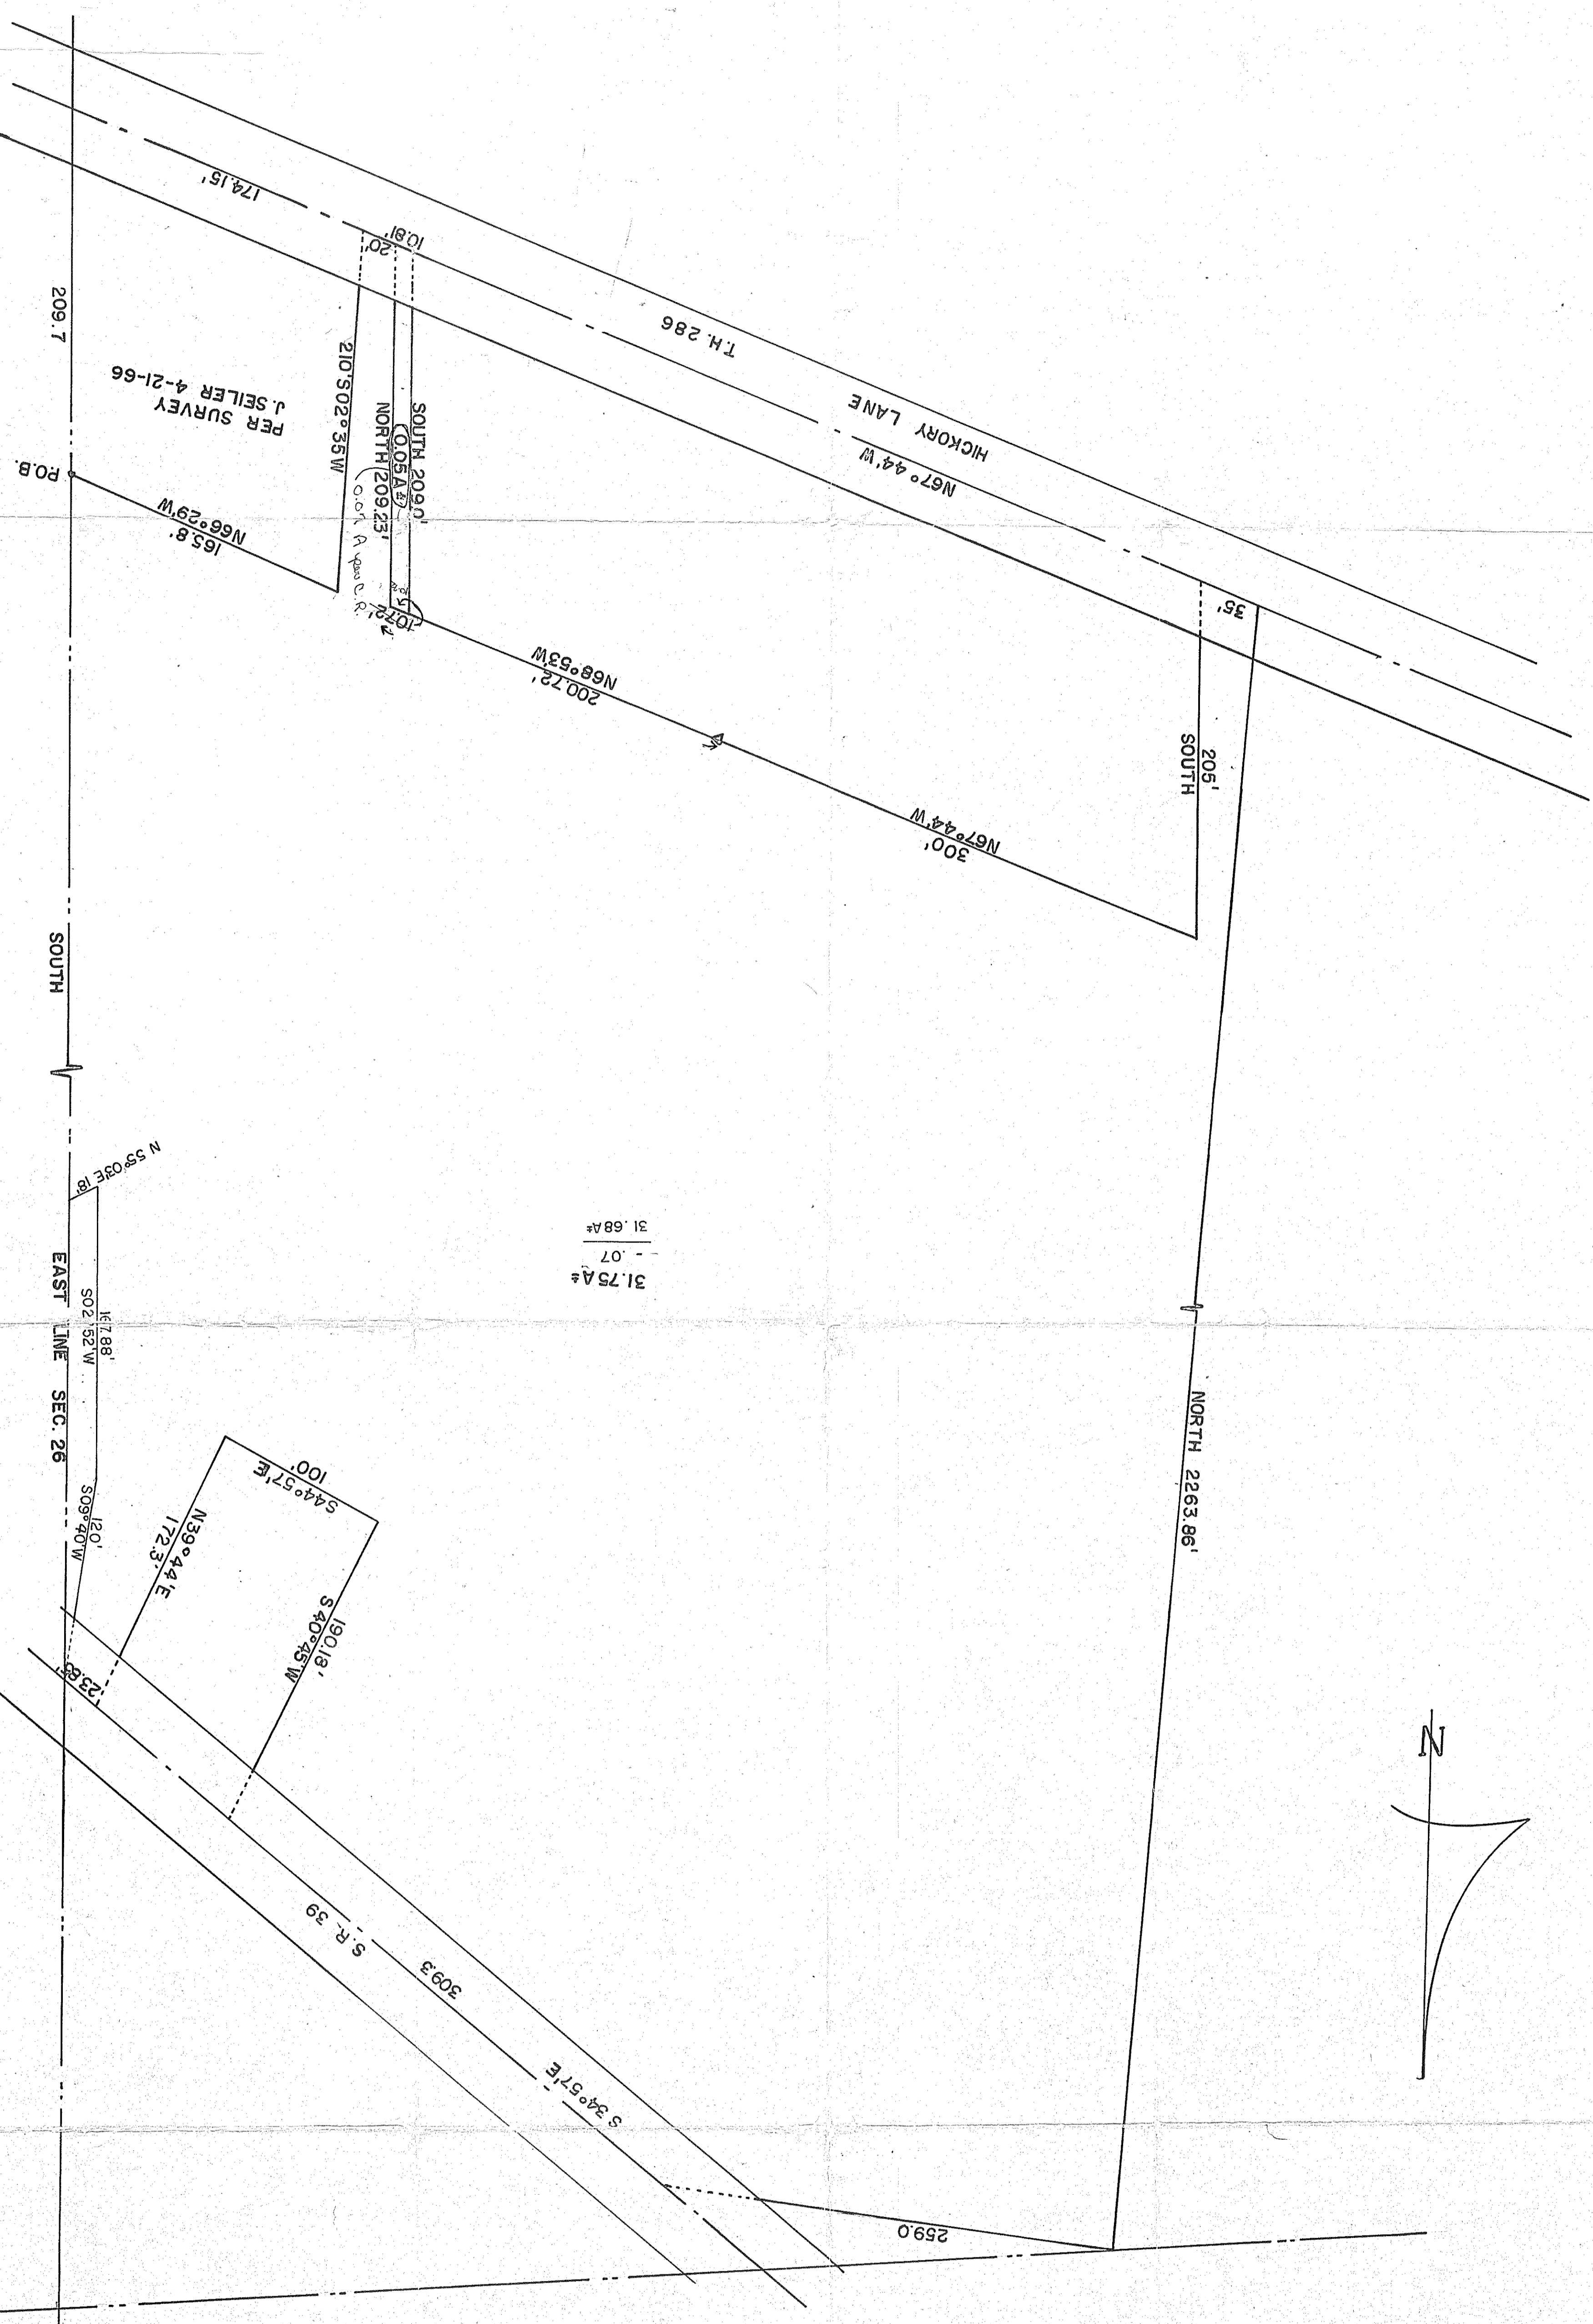 174.15'
20'
10.81'
T.H. 286
HICKORY LANE
N67°44'W
35'
209.7
PER SURVEY
J. SEILER 4-21-66
210' S02°35W
NORTH 209.23'
0.05A±
SOUTH 209.0'
A per C.R.
10.72'
P.O.B.
N66°29'W
165.8'
N68°53'W
200.72'
N67°44'W
300'
205'
SOUTH
SOUTH
N 55°03'E 18'
EAST LINE SEC. 26
167.88'
S02°52'W
120'
S09°40'W
31.75A±
- .07
31.68A±
NORTH 2263.86'
S44°57'E
100'
N39°44'E
172.3'
190.18'
S40°45'W
23.85'
S.R. 39
309.3
S 34°57'E
259.0
N